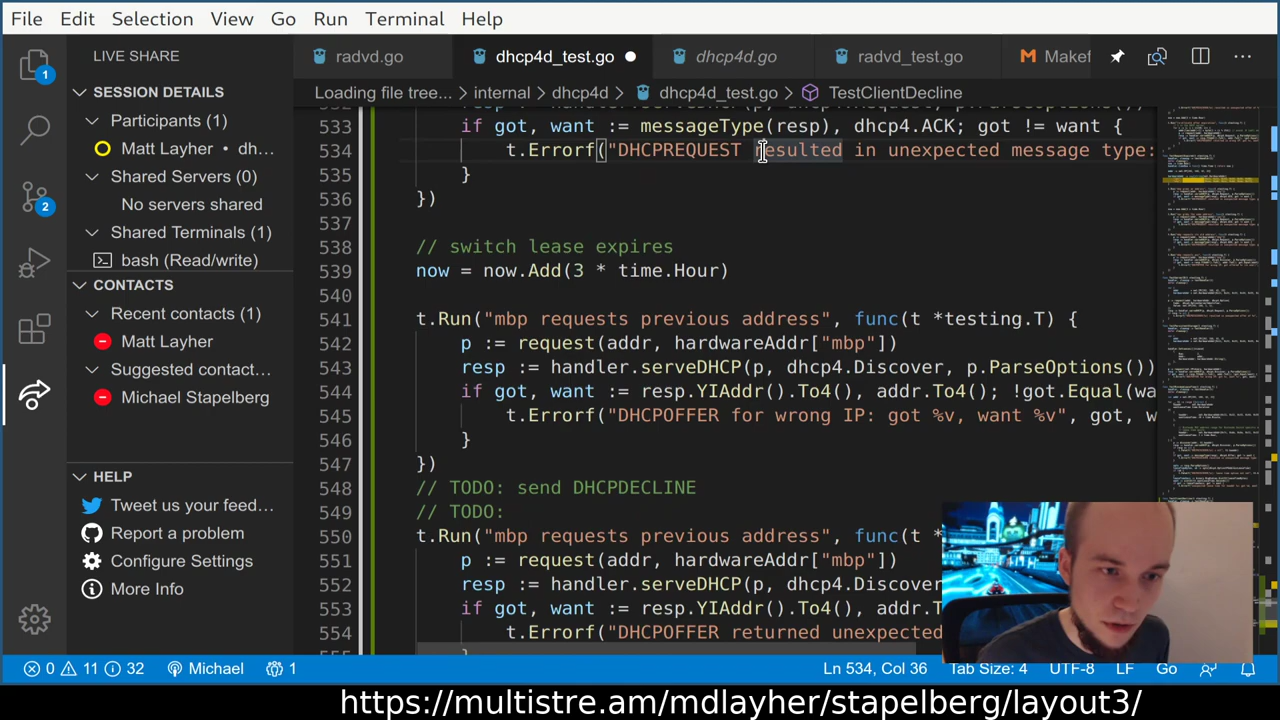 File Edit Selection View Go Run Terminal Help
LIVE SHARE
SESSION DETAILS
Participants (1)
Matt Layher • dh...
Shared Servers (0)
No servers shared
Shared Terminals (1)
bash (Read/write)
CONTACTS
Recent contacts (1)
Matt Layher
Suggested contact...
Michael Stapelberg
HELP
Tweet us your feed...
Report a problem
Configure Settings
More Info
1
2
radvd.go dhcp4d_test.go dhcp4d.go radvd_test.go Makef
Loading file tree... > internal > dhcp4d > dhcp4d_test.go > TestClientDecline
533 if got, want := messageType(resp), dhcp4.ACK; got != want {
534 t.Errorf("DHCPREQUEST resulted in unexpected message type:
535 }
536 })
537
538 // switch lease expires
539 now = now.Add(3 * time.Hour)
540
541 t.Run("mbp requests previous address", func(t *testing.T) {
542 p := request(addr, hardwareAddr["mbp"])
543 resp := handler.serveDHCP(p, dhcp4.Discover, p.ParseOptions())
544 if got, want := resp.YIAddr().To4(), addr.To4(); !got.Equal(wa
545 t.Errorf("DHCPOFFER for wrong IP: got %v, want %v", got, w
546 }
547 })
548 // TODO: send DHCPDECLINE
549 // TODO:
550 t.Run("mbp requests previous address", func(t *
551 p := request(addr, hardwareAddr["mbp"])
552 resp := handler.serveDHCP(p, dhcp4.Discover
553 if got, want := resp.YIAddr().To4(), addr.T
554 t.Errorf("DHCPOFFER returned unexpected
0 11 32 Michael 1 Ln 534, Col 36 Tab Size: 4 UTF-8 LF Go
https://multistre.am/mdlayher/stapelberg/layout3/